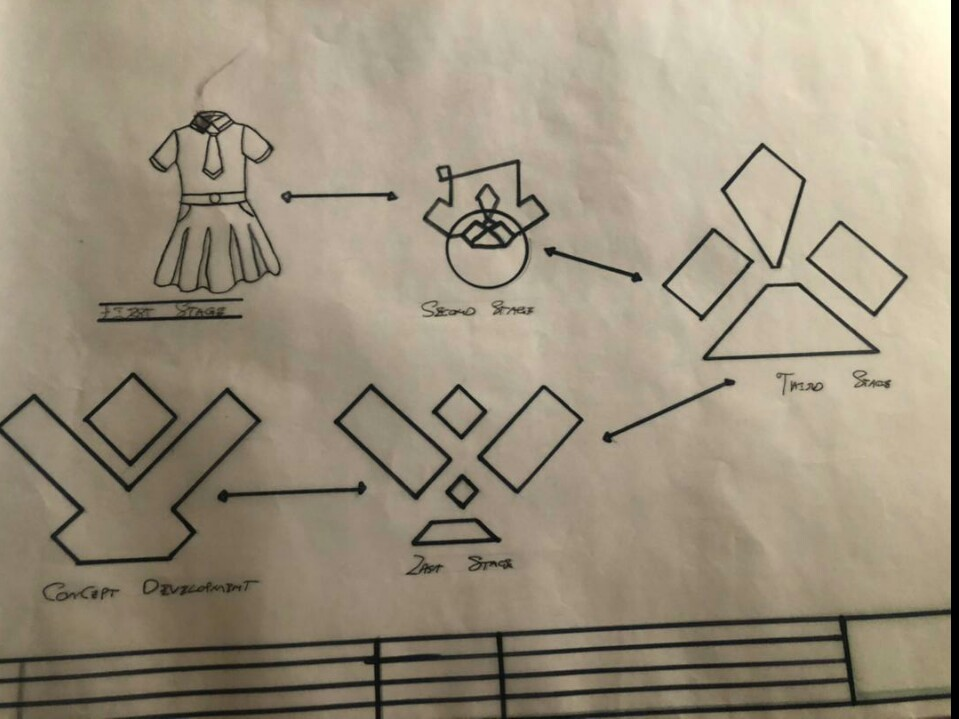 FIRST STAGE
SECOND STAGE
THIRD STAGE
LAST STAGE
CONCEPT DEVELOPMENT